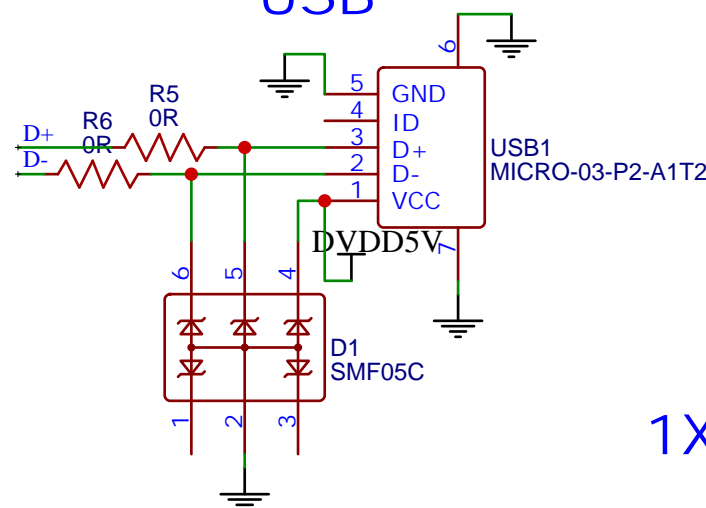 USB
6
5
GND
4
ID
3
D+
2
D-
1
VCC
7
USB1
MICRO-03-P2-A1T2
R5
0R
R6
0R
D+
D-
DVDD5V
6
5
4
D1
SMF05C
1
2
3
1X